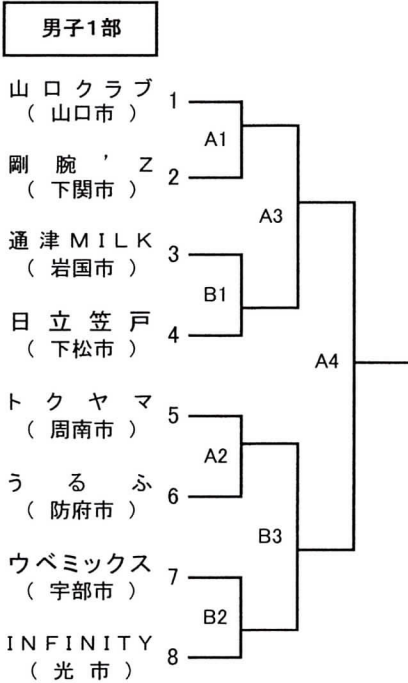 男子1部
山口クラブ 1
（ 山口市 ）
A1
剛腕'Z 2
（ 下関市 ）
A3
通津MILK 3
（ 岩国市 ）
B1
日立笠戸 4
（ 下松市 ）
A4
トクヤマ 5
（ 周南市 ）
A2
うるふ 6
（ 防府市 ）
B3
ウベミックス 7
（ 宇部市 ）
B2
INFINITY 8
（ 光市 ）